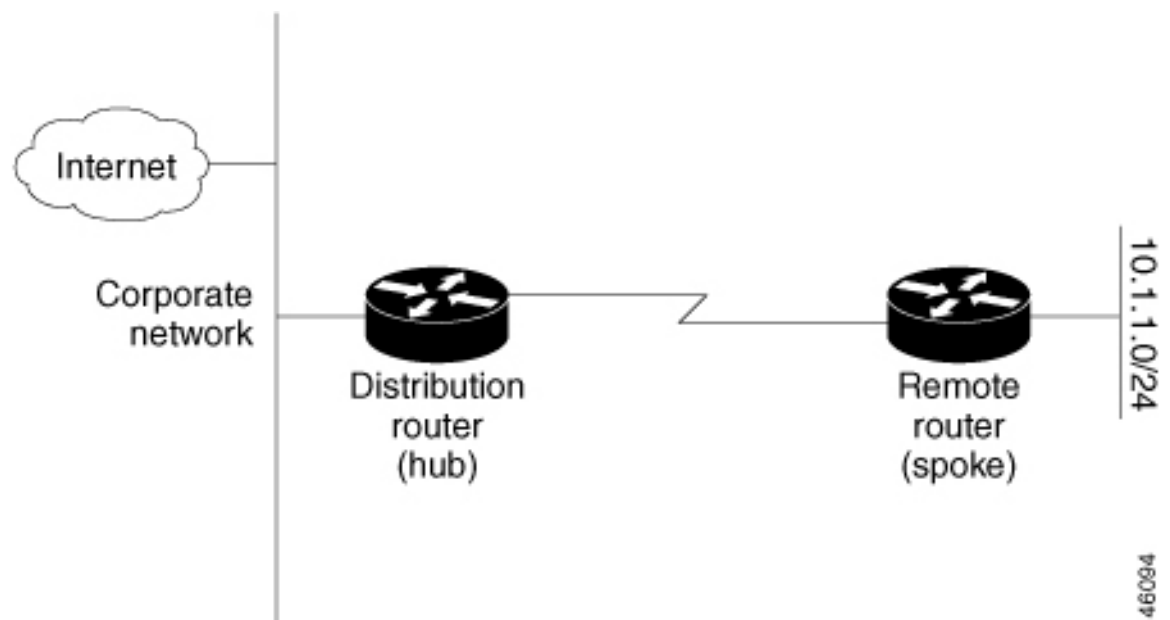 Internet
Corporate
network
Distribution
router
(hub)
Remote
router
(spoke)
10.1.1.0/24
46094